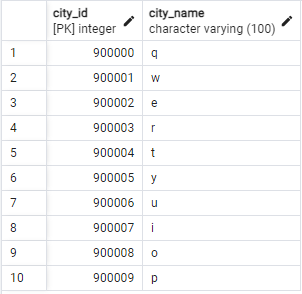 city_id city_name
[PK] integer character varying (100)
1 900000 q
2 900001 w
3 900002 e
4 900003 r
5 900004 t
6 900005 y
7 900006 u
8 900007 i
9 900008 o
10 900009 p